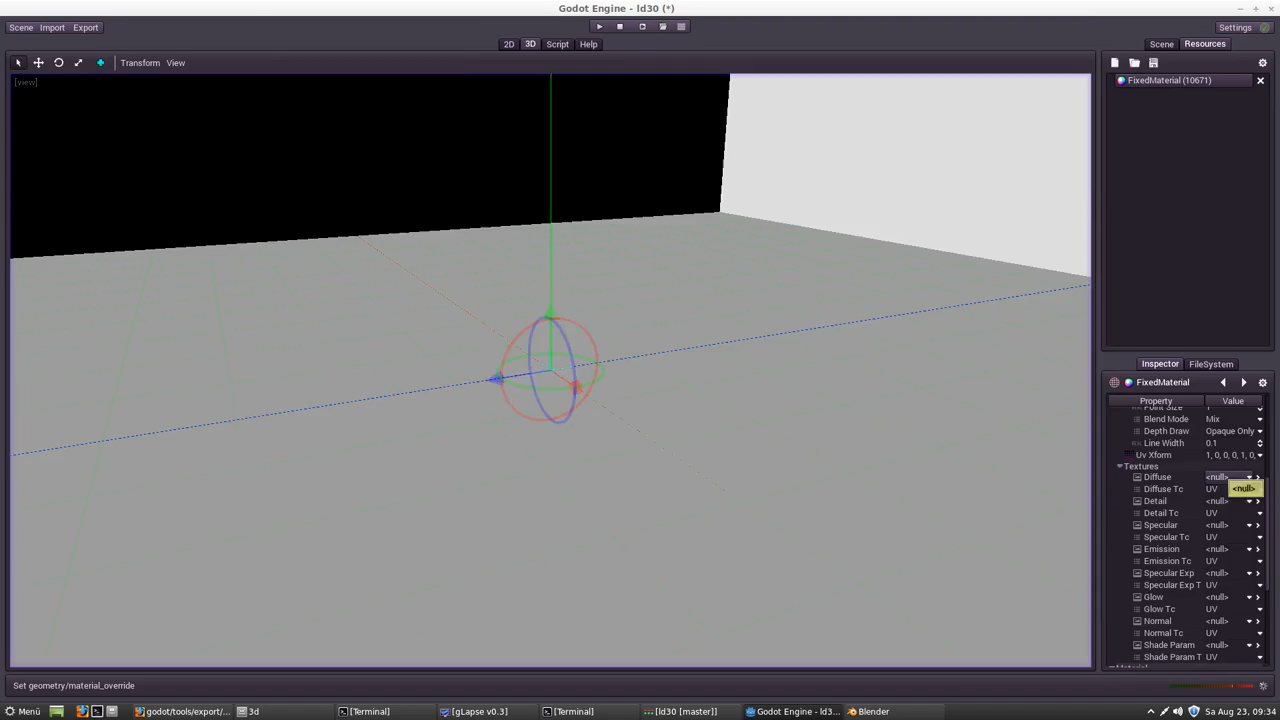 Godot Engine - ld30 (*)
Scene Import Export
Settings
2D 3D Script Help
Scene Resources
Transform View
[view]
FixedMaterial (10671)
Inspector FileSystem
FixedMaterial
Property Value
Point Size 1
Blend Mode Mix
Depth Draw Opaque Only
Line Width 0.1
Uv Xform 1, 0, 0, 0, 1, 0,
Textures
Diffuse <null>
<null>
Diffuse Tc UV
Detail <null>
Detail Tc UV
Specular <null>
Specular Tc UV
Emission <null>
Emission Tc UV
Specular Exp <null>
Specular Exp T UV
Glow <null>
Glow Tc UV
Normal <null>
Normal Tc UV
Shade Param <null>
Shade Param T UV
Material
Set geometry/material_override
Menü godot/tools/export/... 3d [Terminal] [gLapse v0.3] [Terminal] [ld30 [master]] Godot Engine - ld3... Blender Sa Aug 23, 09:34